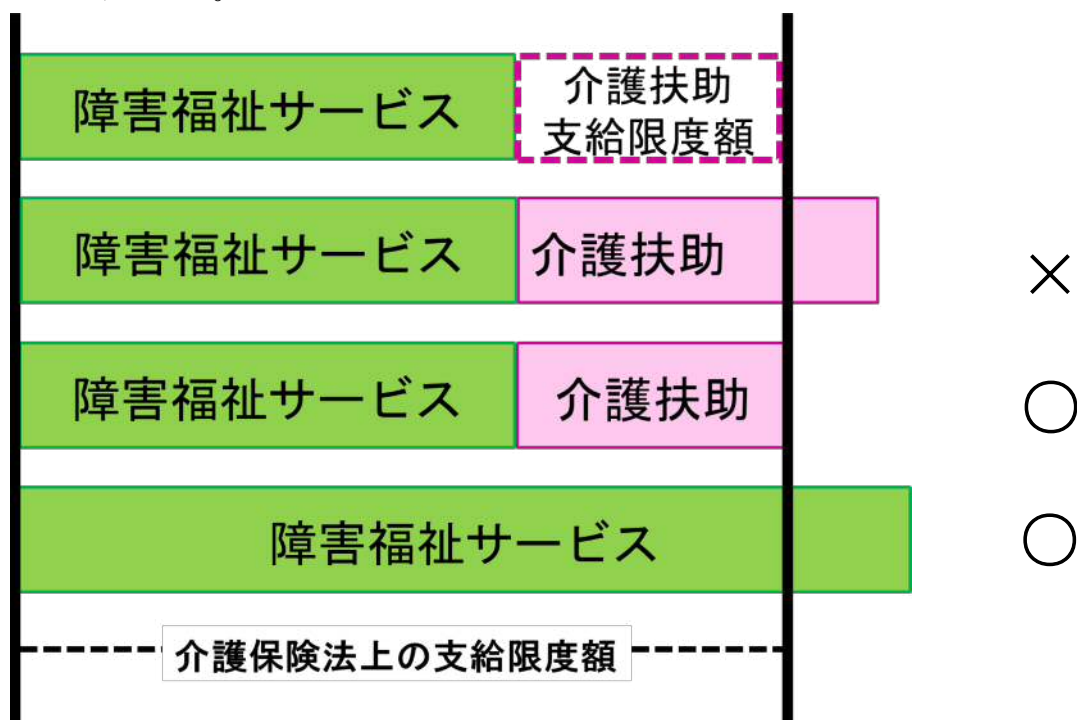 障害福祉サービス
介護扶助
支給限度額
障害福祉サービス
介護扶助
×
障害福祉サービス
介護扶助
○
障害福祉サービス
○
介護保険法上の支給限度額